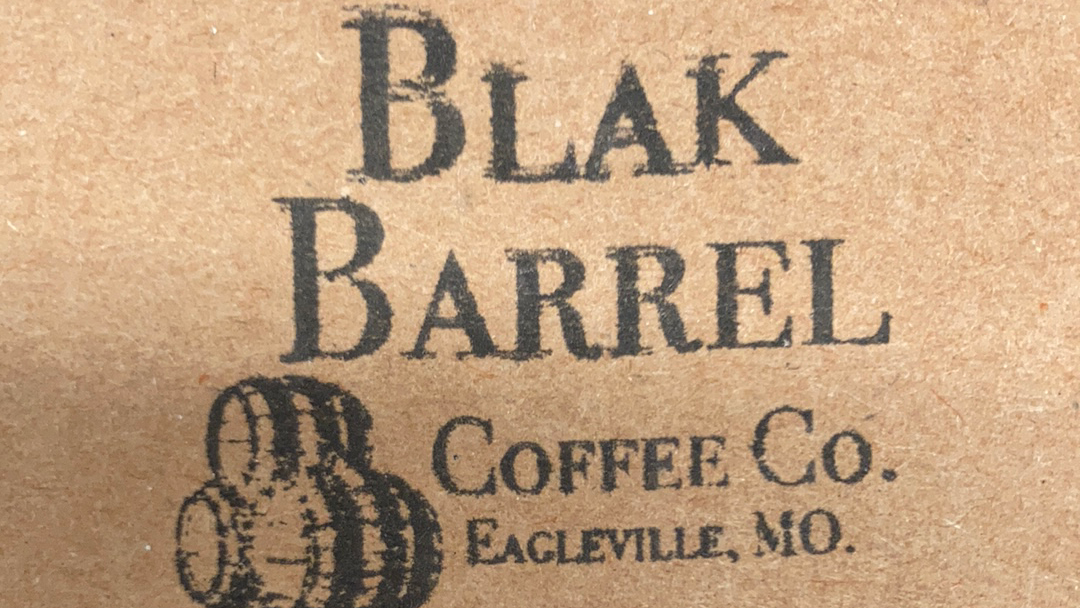 BLAK
BARREL
COFFEE CO.
EAGLEVILLE, MO.